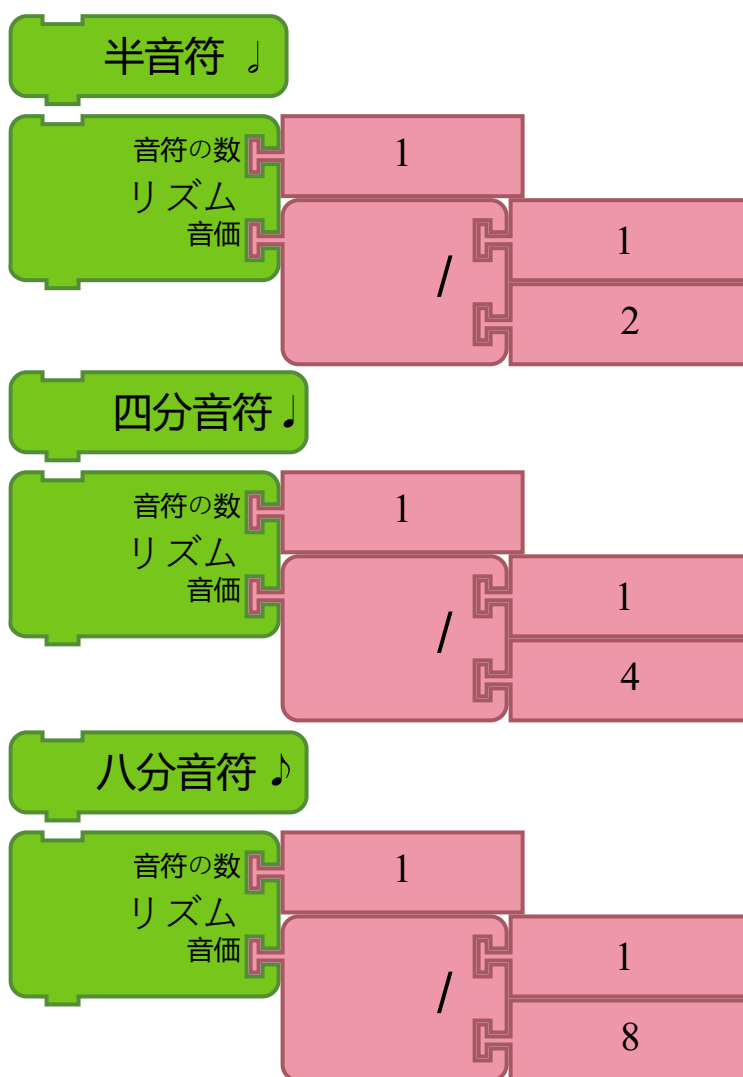 半音符 𝅗𝅥
音符の数 1
リズム
音価 / 1
2
四分音符 ♩
音符の数 1
リズム
音価 / 1
4
八分音符 ♪
音符の数 1
リズム
音価 / 1
8